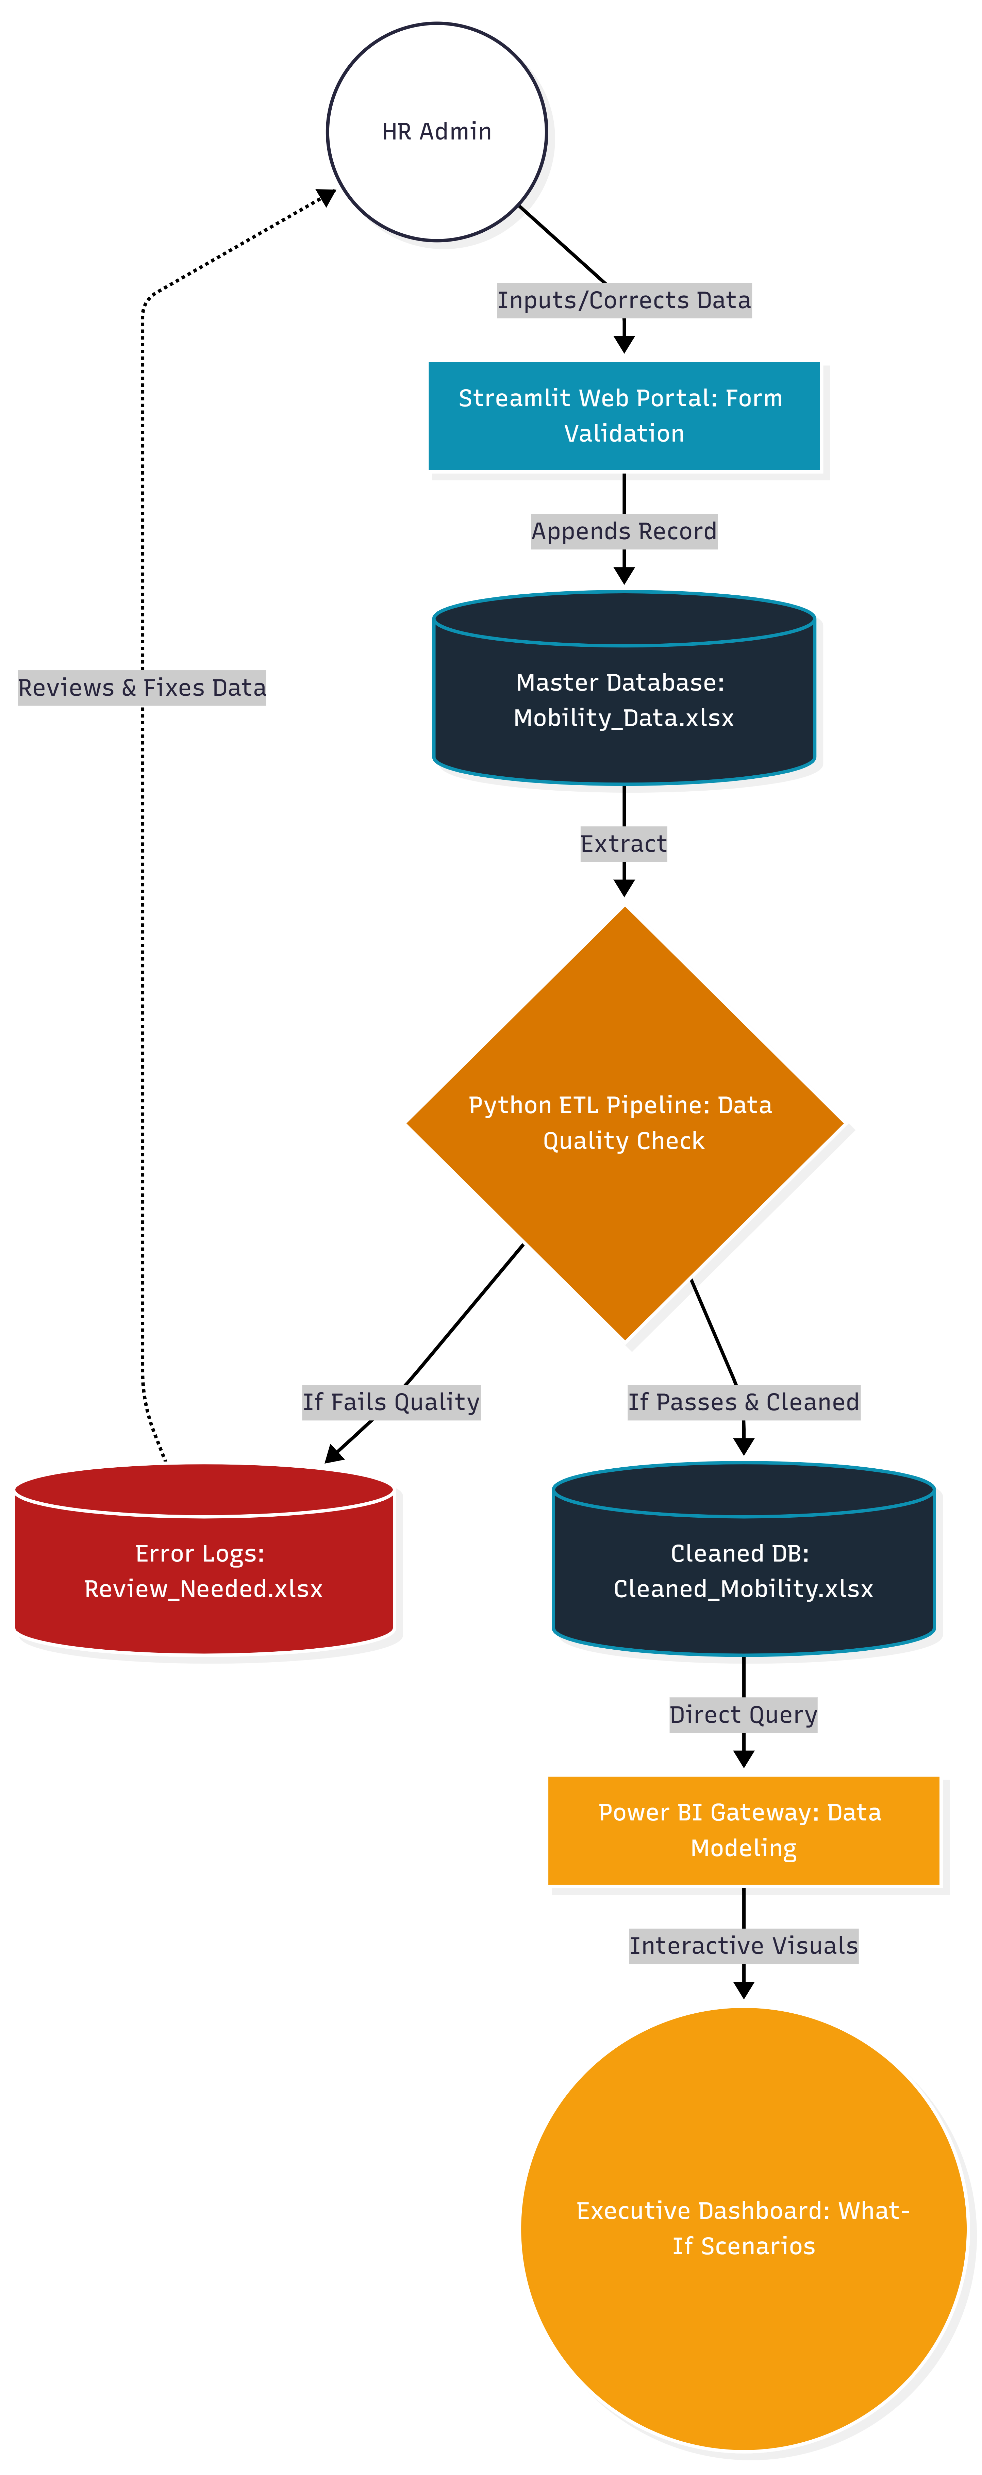 HR Admin
Inputs/Corrects Data
Streamlit Web Portal: Form
Validation
Appends Record
Master Database:
Mobility_Data.xlsx
Reviews & Fixes Data
Extract
Python ETL Pipeline: Data
Quality Check
If Fails Quality
If Passes & Cleaned
Error Logs:
Review_Needed.xlsx
Cleaned DB:
Cleaned_Mobility.xlsx
Direct Query
Power BI Gateway: Data
Modeling
Interactive Visuals
Executive Dashboard: What-
If Scenarios